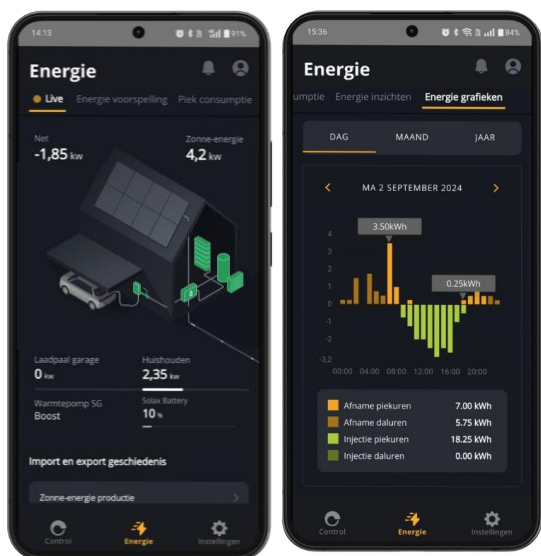 14:13
91%
Energie
Live Energie voorspelling Piek consumptie
Net
-1,85 kw
Zonne-energie
4,2 kw
Laadpaal garage
0 kw
Huishouden
2,35 kw
Warmtepomp SG
Boost
Solax Battery
10 %
Import en export geschiedenis
Zonne-energie productie
Control
Energie
Instellingen
15:36
84%
Energie
umptie Energie inzichten Energie grafieken
DAG MAAND JAAR
MA 2 SEPTEMBER 2024
3.50kWh
0.25kWh
4
3
2
1
0
-1
-2
-3,2
00:00 04:00 08:00 12:00 16:00 20:00
Afname piekuren 7.00 kWh
Afname daluren 5.75 kWh
Injectie piekuren 18.25 kWh
Injectie daluren 0.00 kWh
Control
Energie
Instellingen